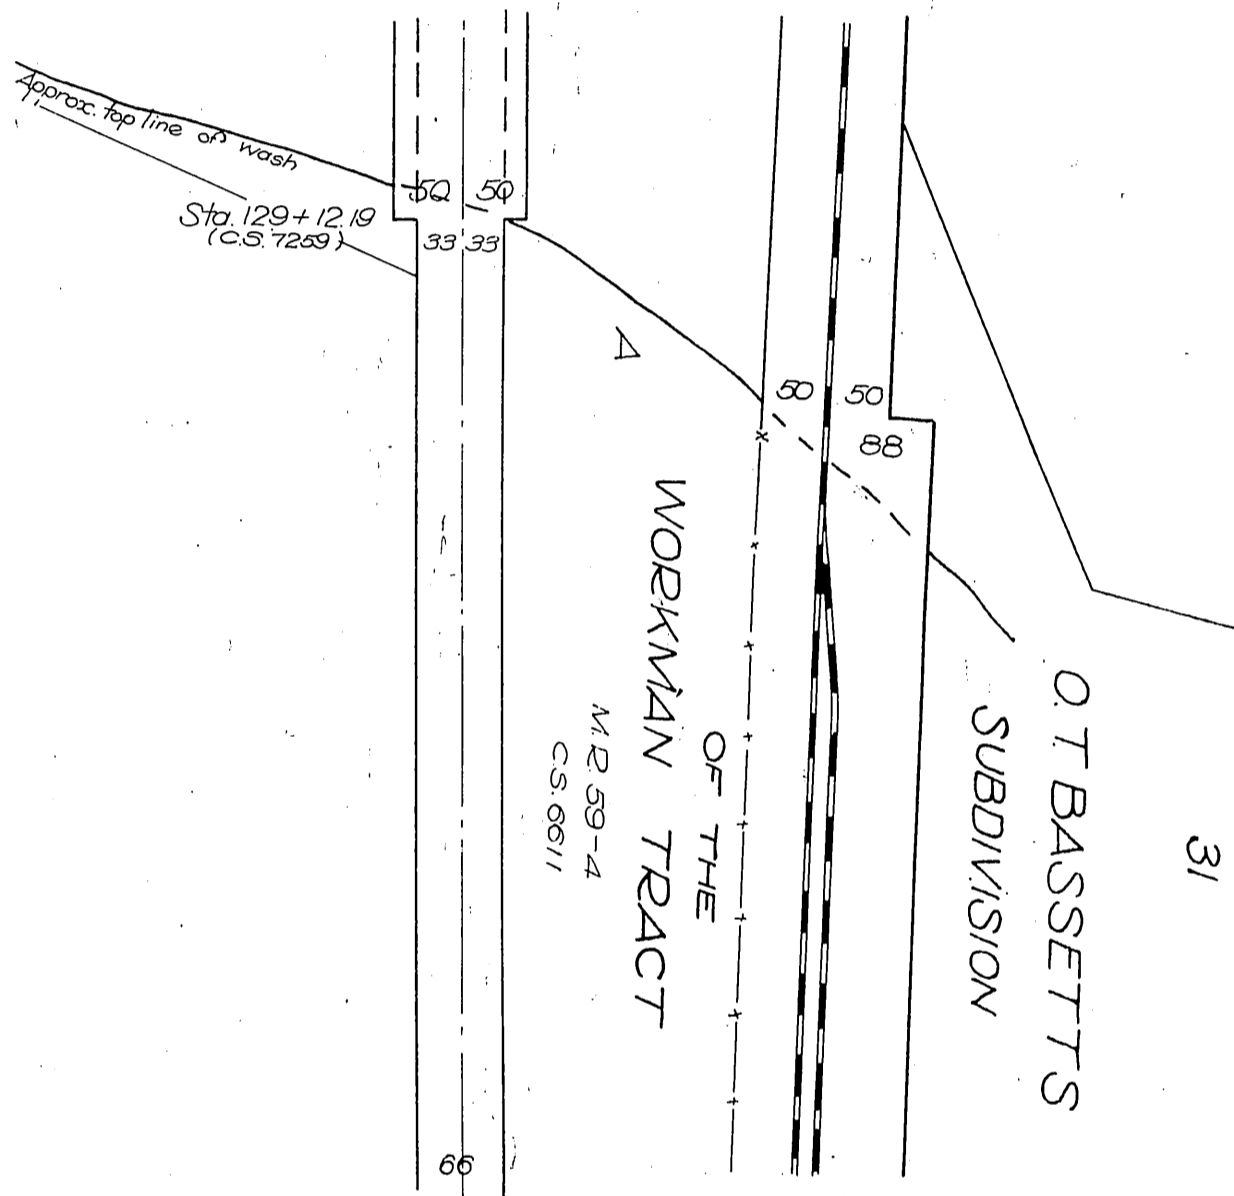 Approx. top line of wash
Sta. 129+12.19
(C.S. 7259)
50 50
33 33
A
50 50
88
O. T. BASSETTS
SUBDIVISION
OF THE
WORKMAN TRACT
M.R. 59-4
C.S. 6611
31
66